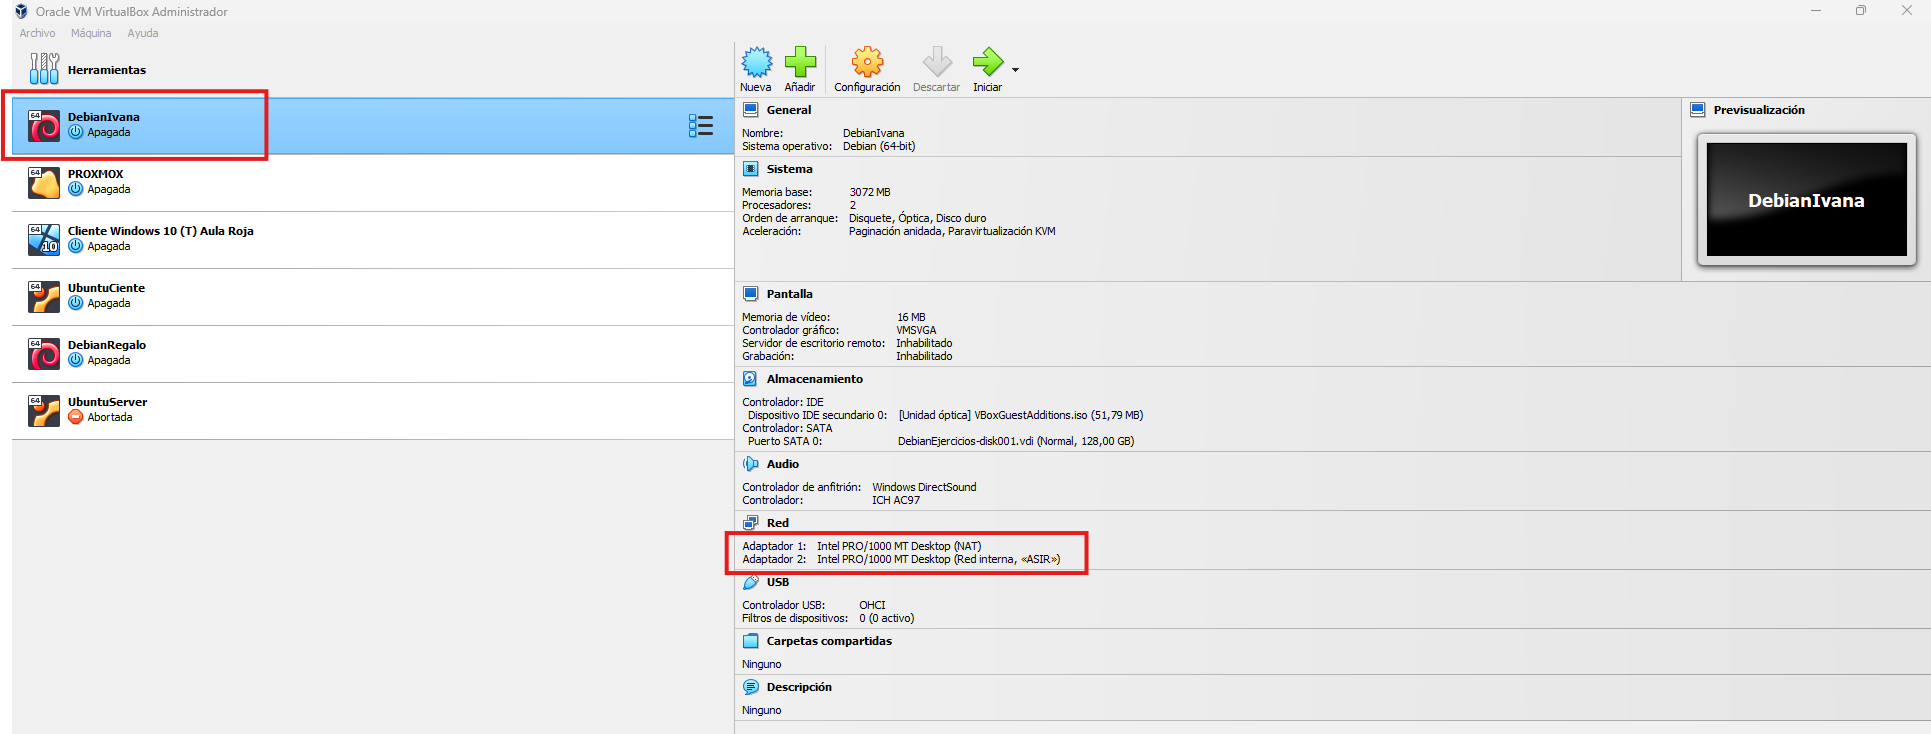 Oracle VM VirtualBox Administrador
Archivo Máquina Ayuda
Herramientas
64 DebianIvana
Apagada
64 PROXMOX
Apagada
64 10 Cliente Windows 10 (T) Aula Roja
Apagada
64 UbuntuCiente
Apagada
64 DebianRegalo
Apagada
64 UbuntuServer
Abortada
Nueva Añadir Configuración Descartar Iniciar
General
Nombre: DebianIvana
Sistema operativo: Debian (64-bit)
Sistema
Memoria base: 3072 MB
Procesadores: 2
Orden de arranque: Disquete, Óptica, Disco duro
Aceleración: Paginación anidada, Paravirtualización KVM
Previsualización
DebianIvana
Pantalla
Memoria de vídeo: 16 MB
Controlador gráfico: VMSVGA
Servidor de escritorio remoto: Inhabilitado
Grabación: Inhabilitado
Almacenamiento
Controlador: IDE
Dispositivo IDE secundario 0: [Unidad óptica] VBoxGuestAdditions.iso (51,79 MB)
Controlador: SATA
Puerto SATA 0: DebianEjercicios-disk001.vdi (Normal, 128,00 GB)
Audio
Controlador de anfitrión: Windows DirectSound
Controlador: ICH AC97
Red
Adaptador 1: Intel PRO/1000 MT Desktop (NAT)
Adaptador 2: Intel PRO/1000 MT Desktop (Red interna, «ASIR»)
USB
Controlador USB: OHCI
Filtros de dispositivos: 0 (0 activo)
Carpetas compartidas
Ninguno
Descripción
Ninguno